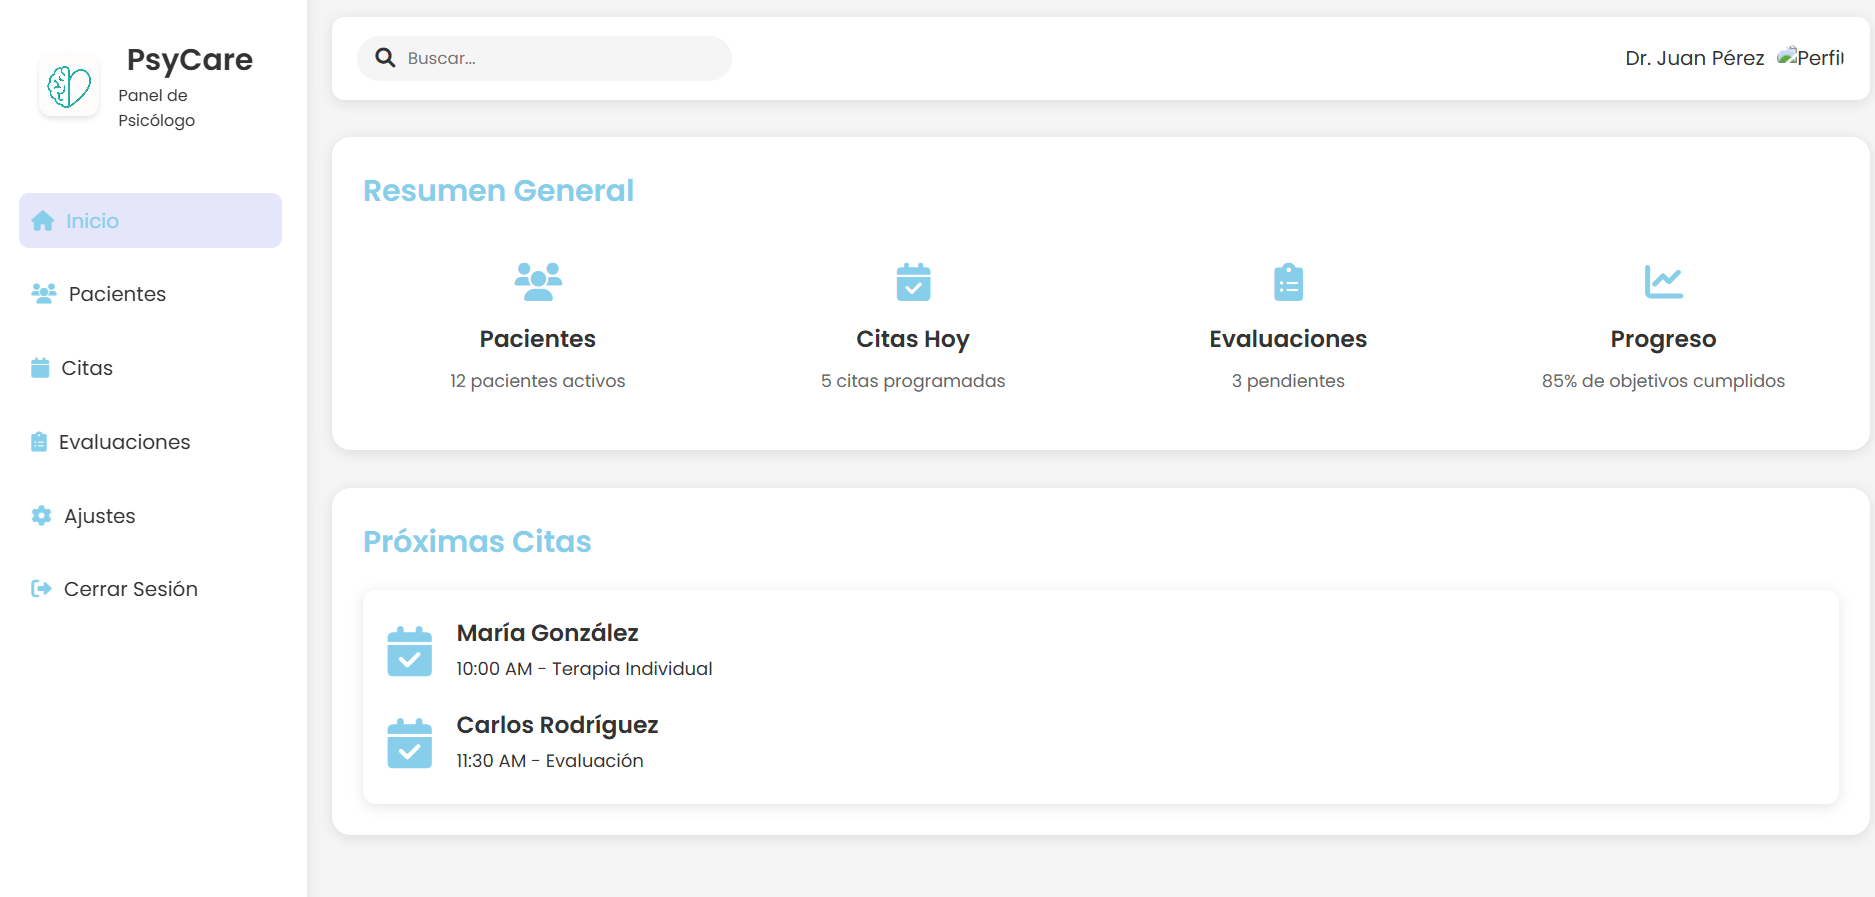 PsyCare
Panel de
Psicólogo
Inicio
Pacientes
Citas
Evaluaciones
Ajustes
Cerrar Sesión
Buscar...
Dr. Juan Pérez
Perfil
Resumen General
Pacientes
12 pacientes activos
Citas Hoy
5 citas programadas
Evaluaciones
3 pendientes
Progreso
85% de objetivos cumplidos
Próximas Citas
María González
10:00 AM - Terapia Individual
Carlos Rodríguez
11:30 AM - Evaluación